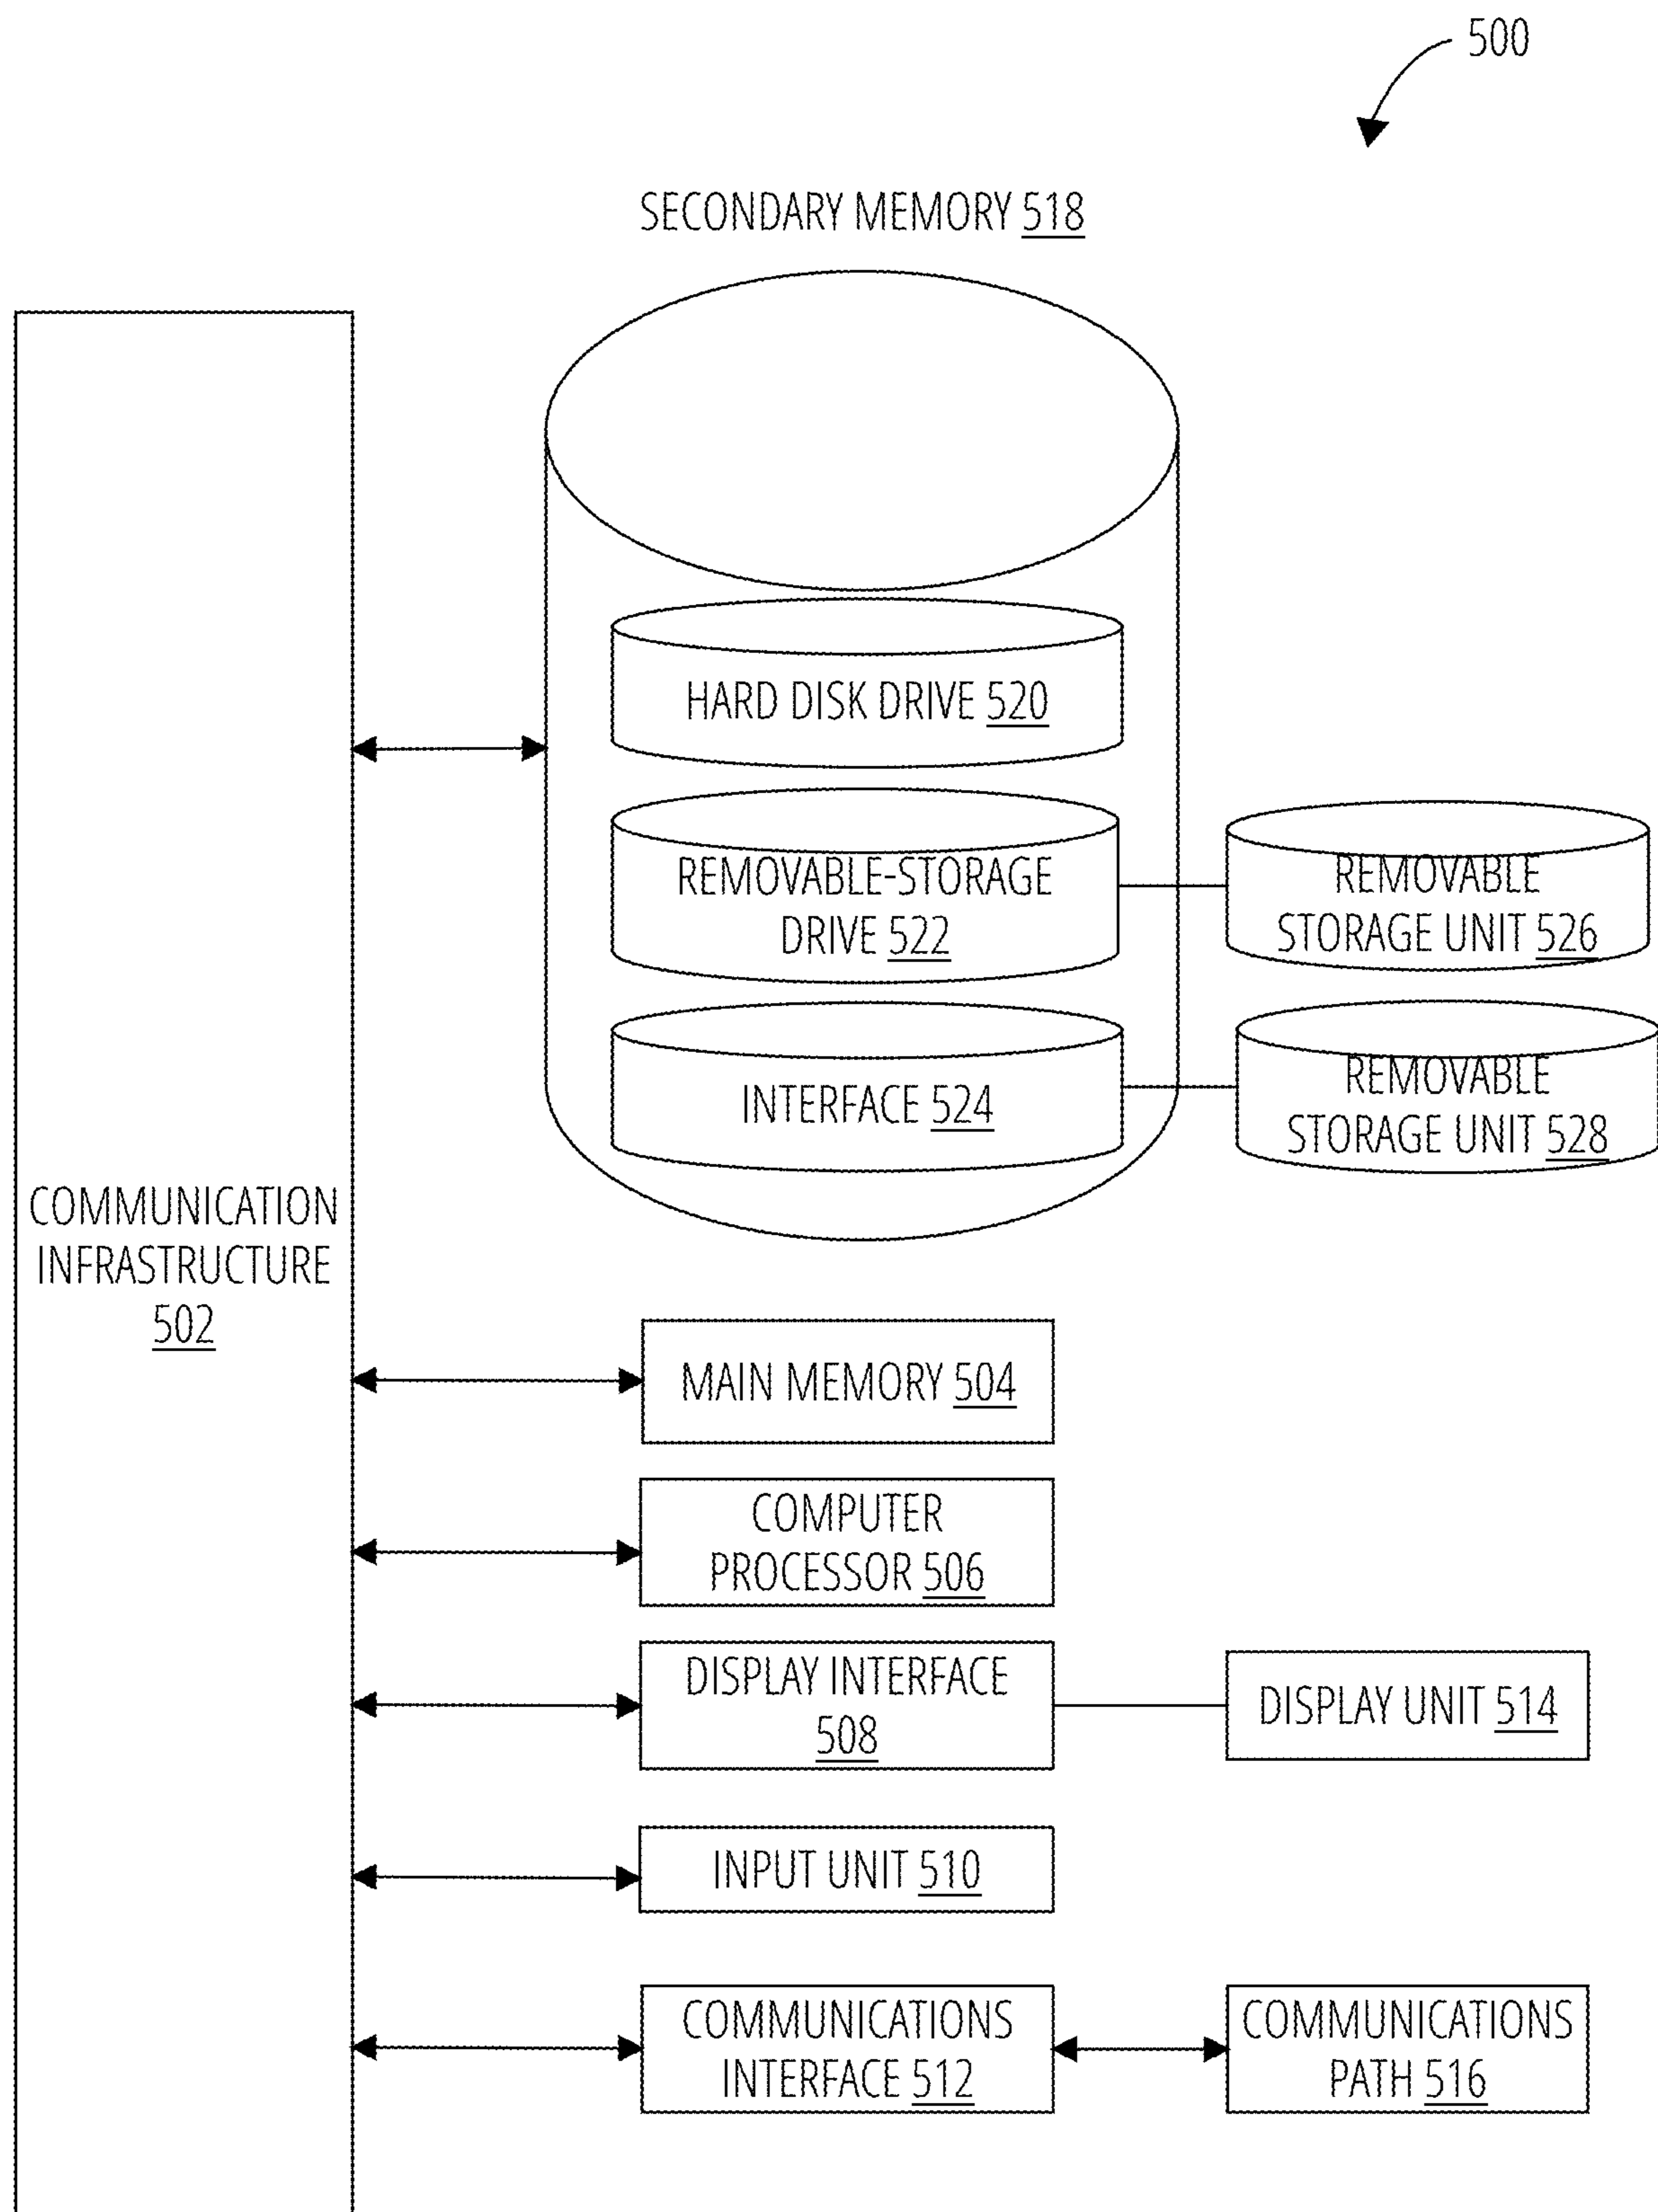 500
SECONDARY MEMORY 518
HARD DISK DRIVE 520
REMOVABLE-STORAGE
DRIVE 522
REMOVABLE
STORAGE UNIT 526
INTERFACE 524
REMOVABLE
STORAGE UNIT 528
COMMUNICATION
INFRASTRUCTURE
502
MAIN MEMORY 504
COMPUTER
PROCESSOR 506
DISPLAY INTERFACE
508
DISPLAY UNIT 514
INPUT UNIT 510
COMMUNICATIONS
INTERFACE 512
COMMUNICATIONS
PATH 516